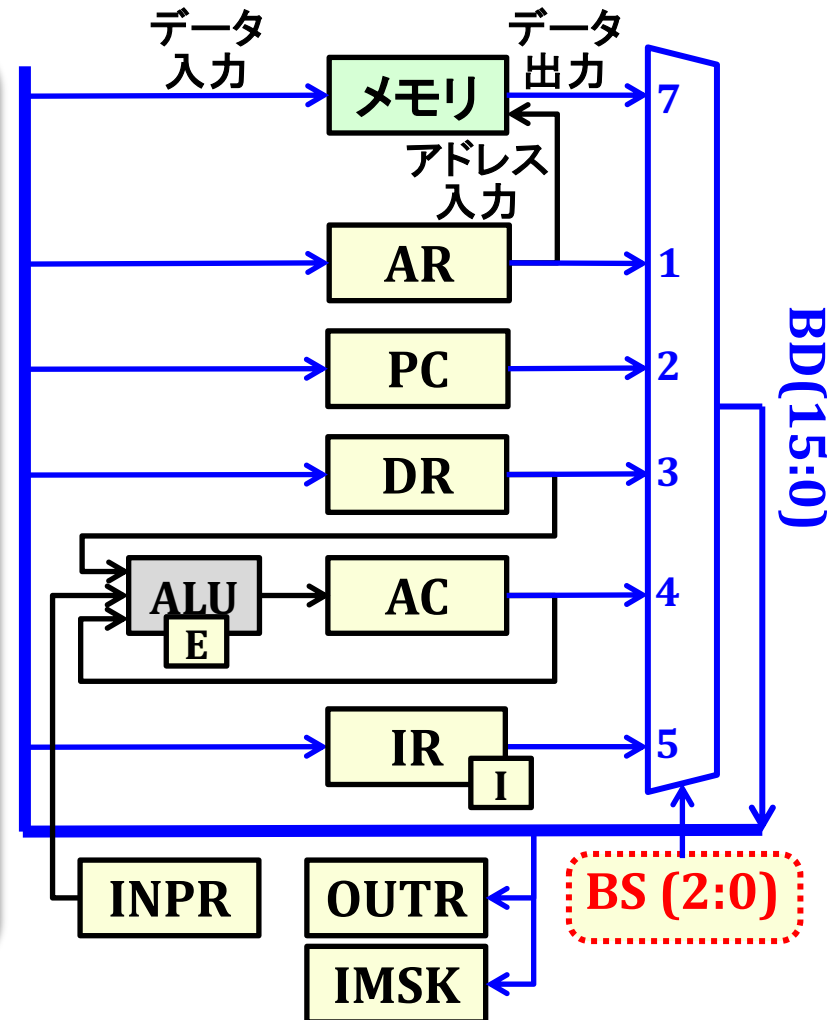 データ
入力
データ
出力
メモリ
7
アドレス
入力
AR
1
PC
2
BD(15:0)
DR
3
ALU
E
AC
4
IR
I
5
INPR
OUTR
BS (2:0)
IMSK